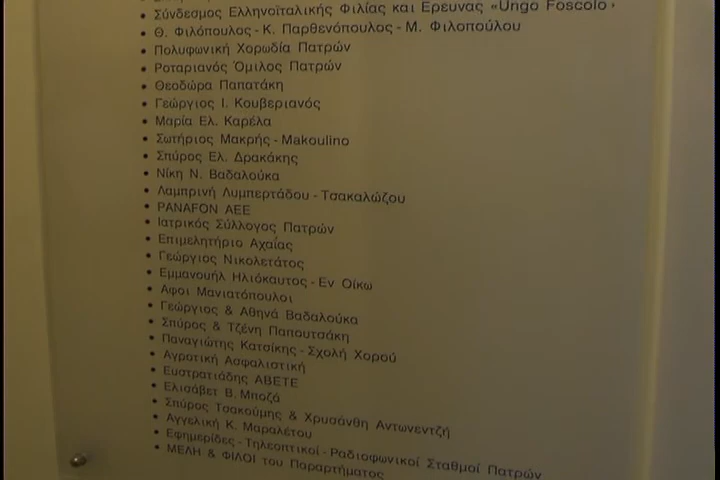 • Σύνδεσμος Ελληνοϊταλικής Φιλίας και Ερευνας «Ungo Foscolo»
• Θ. Φιλόπουλος - Κ. Παρθενόπουλος - Μ. Φιλοπούλου
• Πολυφωνική Χορωδία Πατρών
• Ροταριανός Όμιλος Πατρών
• Θεοδώρα Παπατάκη
• Γεώργιος Ι. Κουβεριανός
• Μαρία Ελ. Καρέλα
• Σωτήριος Μακρής - Makoulino
• Σπύρος Ελ. Δρακάκης
• Νίκη Ν. Βαδαλούκα
• Λαμπρινή Λυμπερτάδου - Τσακαλώζου
• PANAFON AEE
• Ιατρικός Σύλλογος Πατρών
• Επιμελητήριο Αχαΐας
• Γεώργιος Νικολετάτος
• Εμμανουήλ Ηλιόκαυτος - Εν Οίκω
• Αφοι Μανιατόπουλοι
• Γεώργιος & Αθηνά Βαδαλούκα
• Σπύρος & Τζένη Παπουτσάκη
• Παναγιώτης Κατσίκης - Σχολή Χορού
• Αγροτική Ασφαλιστική
• Ευστρατιάδης ΑΒΕΤΕ
• Ελισάβετ Β. Μποζά
• Σπύρος Τσακούμης & Χρυσάνθη Αντωνεντζή
• Αγγελική Κ. Μαραλέτου
• Εφημερίδες - Τηλεοπτικοί - Ραδιοφωνικοί Σταθμοί Πατρών
• ΜΕΛΗ & ΦΙΛΟΙ του Παραρτήματος